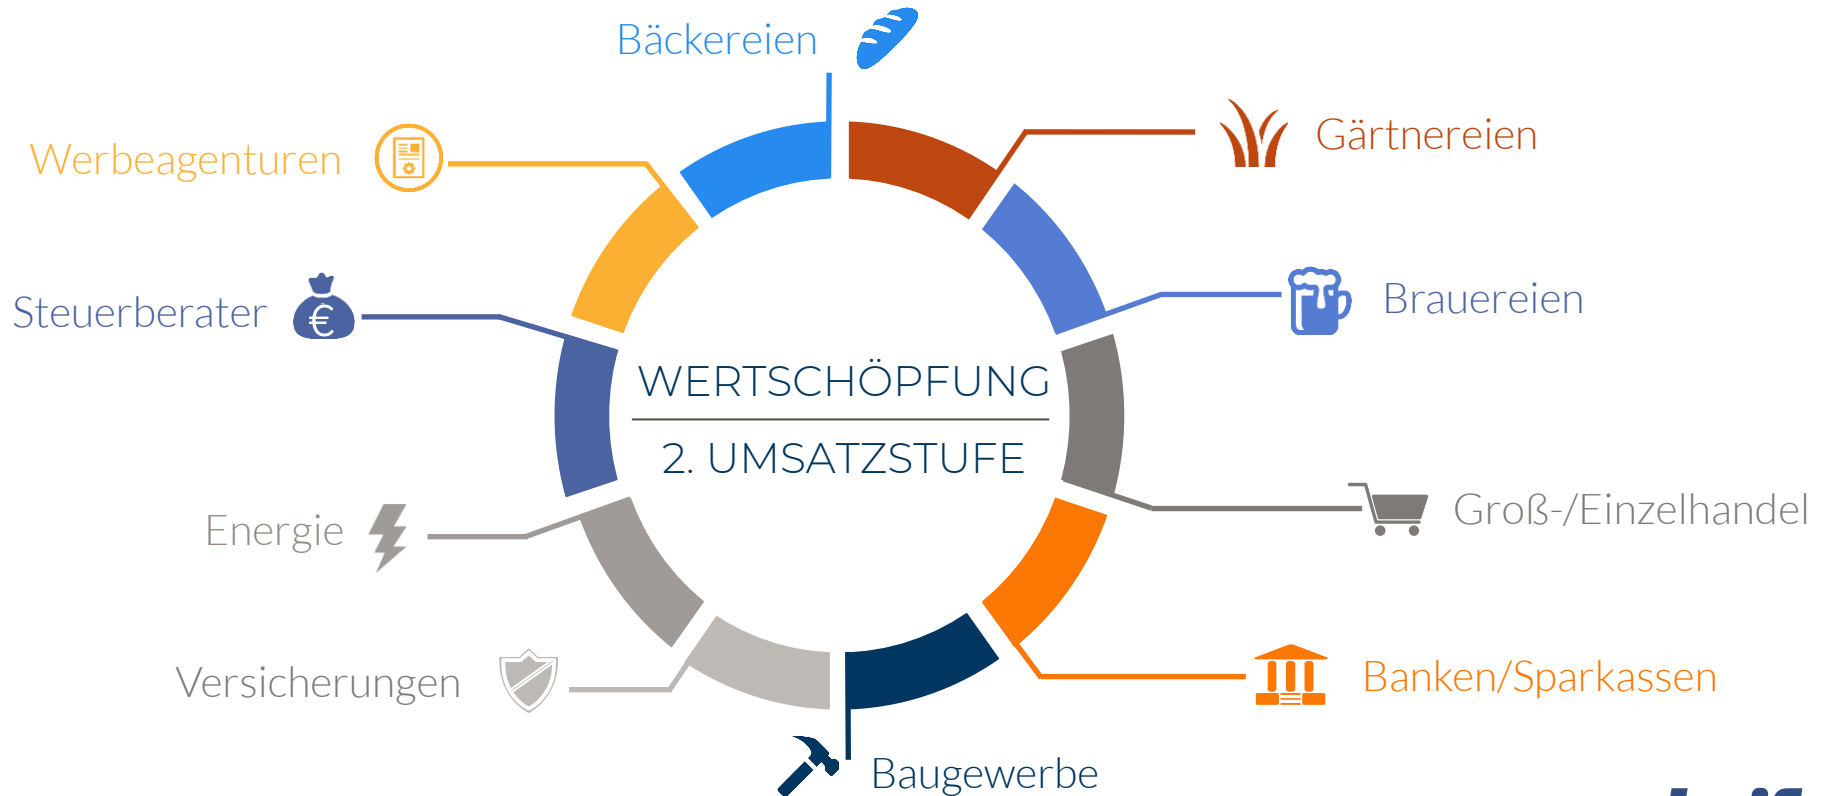 Bäckereien
Gärtnereien
Werbeagenturen
Brauereien
Steuerberater
€
WERTSCHÖPFUNG
2. UMSATZSTUFE
Groß-/Einzelhandel
Energie
Banken/Sparkassen
Versicherungen
Baugewerbe